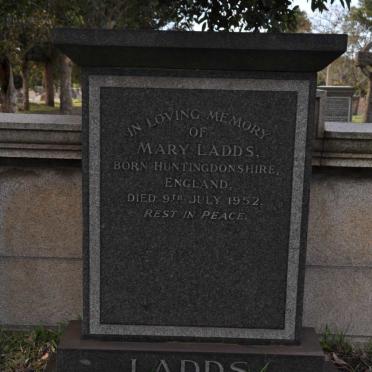 IN LOVING MEMORY
OF
MARY LADDS,
BORN HUNTINGDONSHIRE,
ENGLAND.
DIED 9TH JULY, 1952.
REST IN PEACE.
LADDS